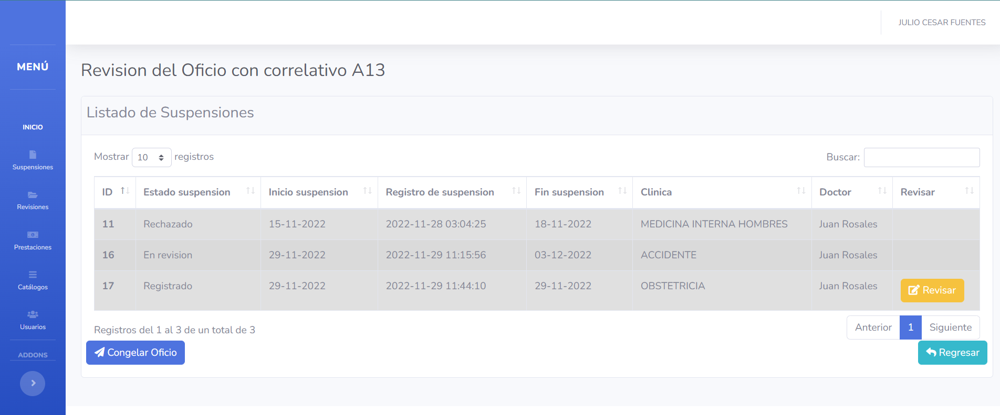 JULIO CESAR FUENTES
MENÚ
INICIO
Suspensiones
Revisiones
Prestaciones
Catálogos
Usuarios
ADDONS
Revision del Oficio con correlativo A13
Listado de Suspensiones
Mostrar 10 registros
Buscar:
ID Estado suspension Inicio suspension Registro de suspension Fin suspension Clinica Doctor Revisar
11 Rechazado 15-11-2022 2022-11-28 03:04:25 18-11-2022 MEDICINA INTERNA HOMBRES Juan Rosales
16 En revision 29-11-2022 2022-11-29 11:15:56 03-12-2022 ACCIDENTE Juan Rosales
17 Registrado 29-11-2022 2022-11-29 11:44:10 29-11-2022 OBSTETRICIA Juan Rosales Revisar
Registros del 1 al 3 de un total de 3
Anterior 1 Siguiente
Congelar Oficio
Regresar